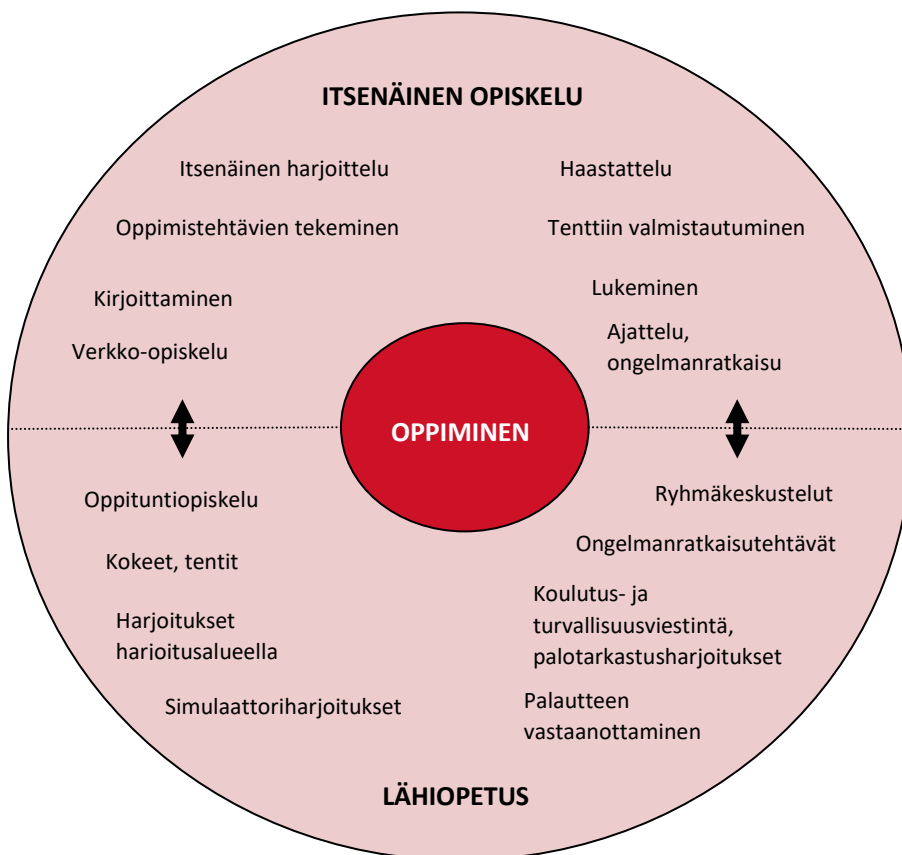 ITSENÄINEN OPISKELU
Itsenäinen harjoittelu
Haastattelu
Oppimistehtävien tekeminen
Tenttiin valmistautuminen
Kirjoittaminen
Lukeminen
Verkko-opiskelu
Ajattelu,
ongelmanratkaisu
OPPIMINEN
Oppituntiopiskelu
Ryhmäkeskustelut
Kokeet, tentit
Ongelmanratkaisutehtävät
Harjoitukset
harjoitusalueella
Koulutus- ja
turvallisuusviestintä,
palotarkastusharjoitukset
Simulaattoriharjoitukset
Palautteen
vastaanottaminen
LÄHIOPETUS